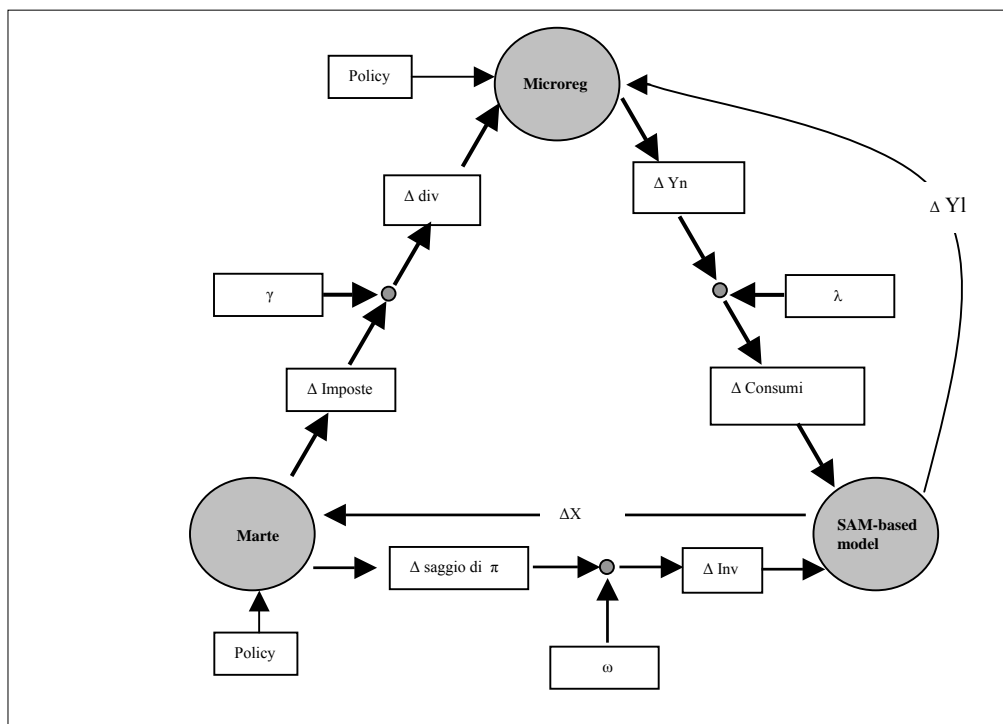 Policy
Microreg
Δ div
Δ Yn
Δ Yl
γ
λ
Δ Imposte
Δ Consumi
Marte
ΔX
SAM-based
model
Δ saggio di π
Δ Inv
Policy
ω